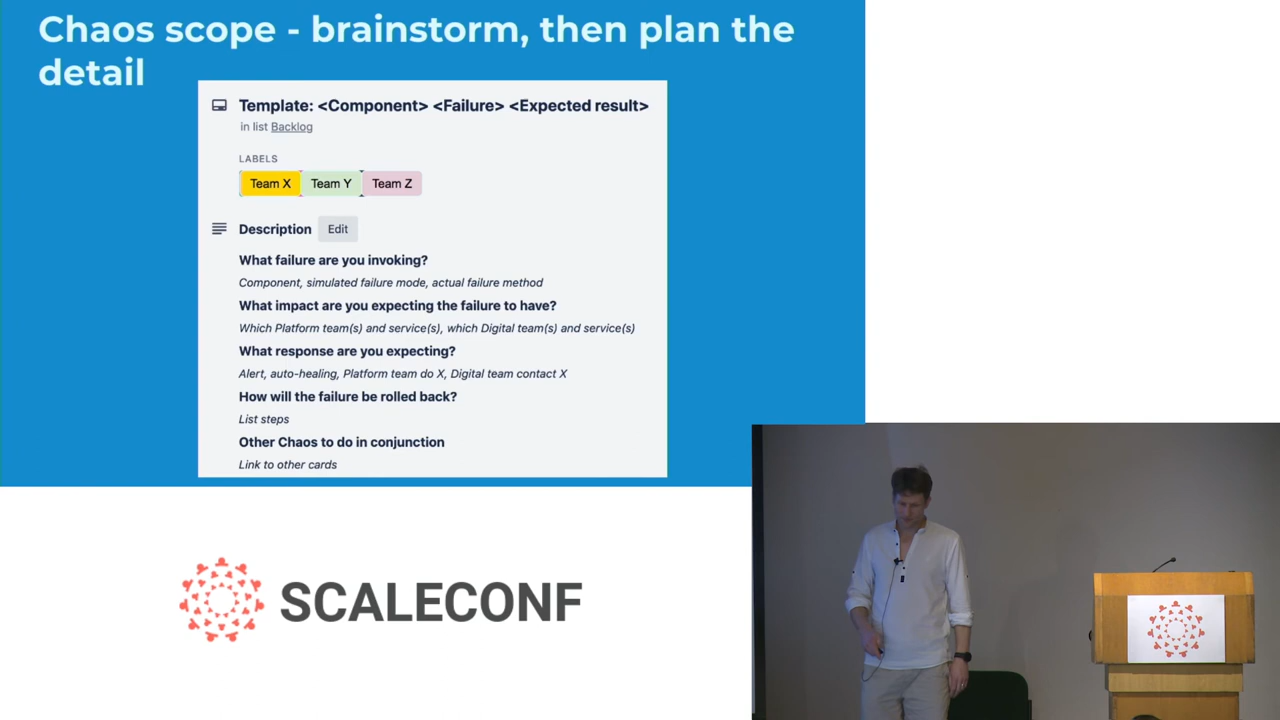 Chaos scope - brainstorm, then plan the
detail
Template: <Component> <Failure> <Expected result>
in list Backlog
LABELS
Team X Team Y Team Z
Description Edit
What failure are you invoking?
Component, simulated failure mode, actual failure method
What impact are you expecting the failure to have?
Which Platform team(s) and service(s), which Digital team(s) and service(s)
What response are you expecting?
Alert, auto-healing, Platform team do X, Digital team contact X
How will the failure be rolled back?
List steps
Other Chaos to do in conjunction
Link to other cards
SCALECONF